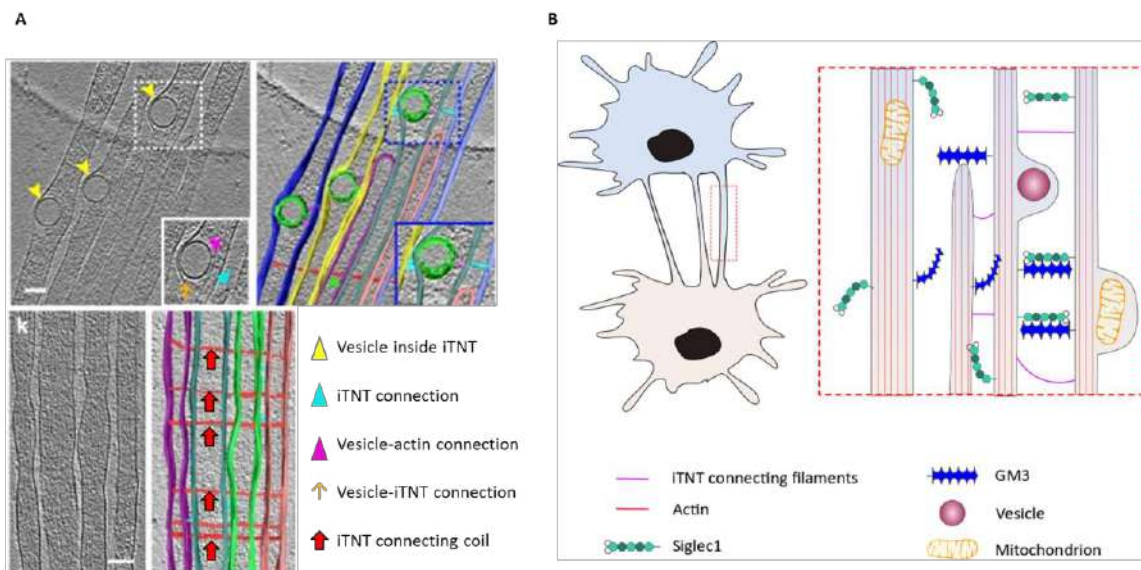 A
B
k
Vesicle inside iTNT
iTNT connection
Vesicle-actin connection
Vesicle-iTNT connection
iTNT connecting coil
iTNT connecting filaments
Actin
Siglec1
GM3
Vesicle
Mitochondrion